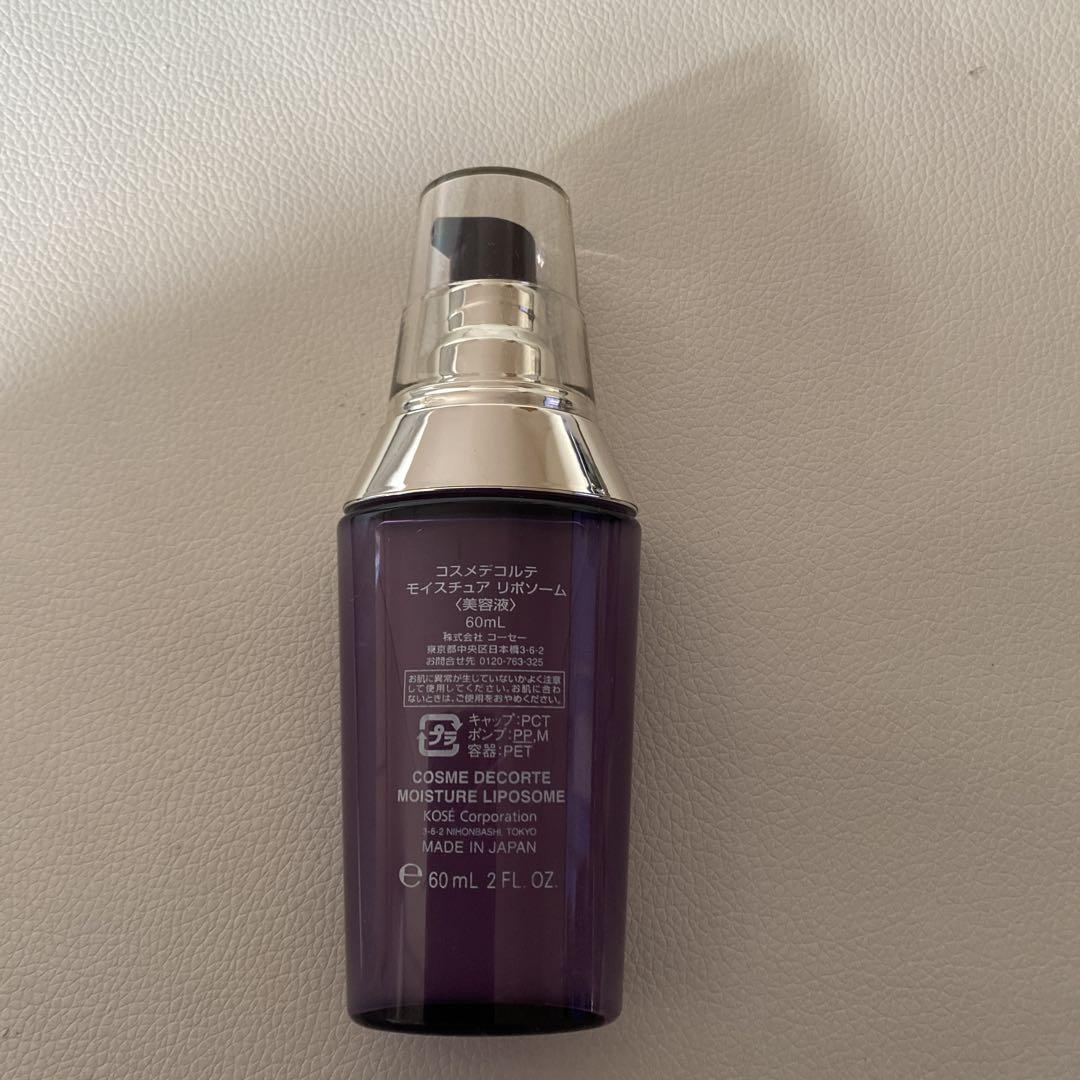 コスメデコルテ
モイスチュア リポソーム
〈美容液〉
60mL
株式会社 コーセー
東京都中央区日本橋3-6-2
お問合せ先 0120-763-325
お肌に異常が生じていないかよく注意
して使用してください。お肌に合わ
ないときは、ご使用をおやめください。
プラ
キャップ:PCT
ポンプ:PP,M
容器:PET
COSME DECORTE
MOISTURE LIPOSOME
KOSÉ Corporation
3-6-2 NIHONBASHI, TOKYO
MADE IN JAPAN
℮ 60 mL 2 FL. OZ.